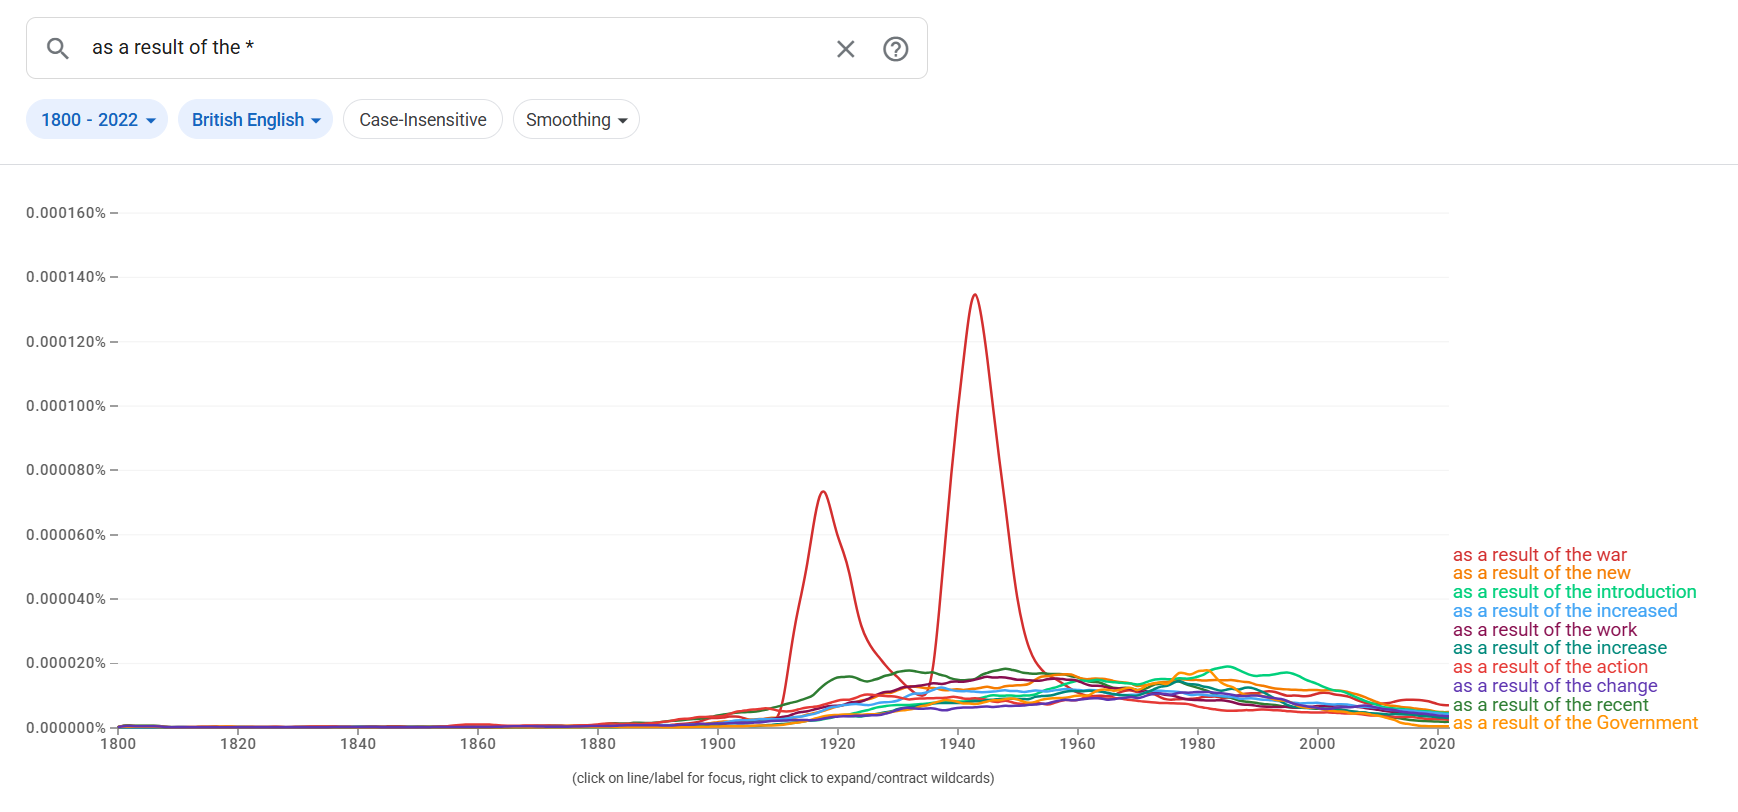 as a result of the *
1800 - 2022
British English
Case-Insensitive
Smoothing
0.000160%
0.000140%
0.000120%
0.000100%
0.000080%
0.000060%
0.000040%
0.000020%
0.000000%
1800 1820 1840 1860 1880 1900 1920 1940 1960 1980 2000 2020
as a result of the war
as a result of the new
as a result of the introduction
as a result of the increased
as a result of the work
as a result of the increase
as a result of the action
as a result of the change
as a result of the recent
as a result of the Government
(click on line/label for focus, right click to expand/contract wildcards)